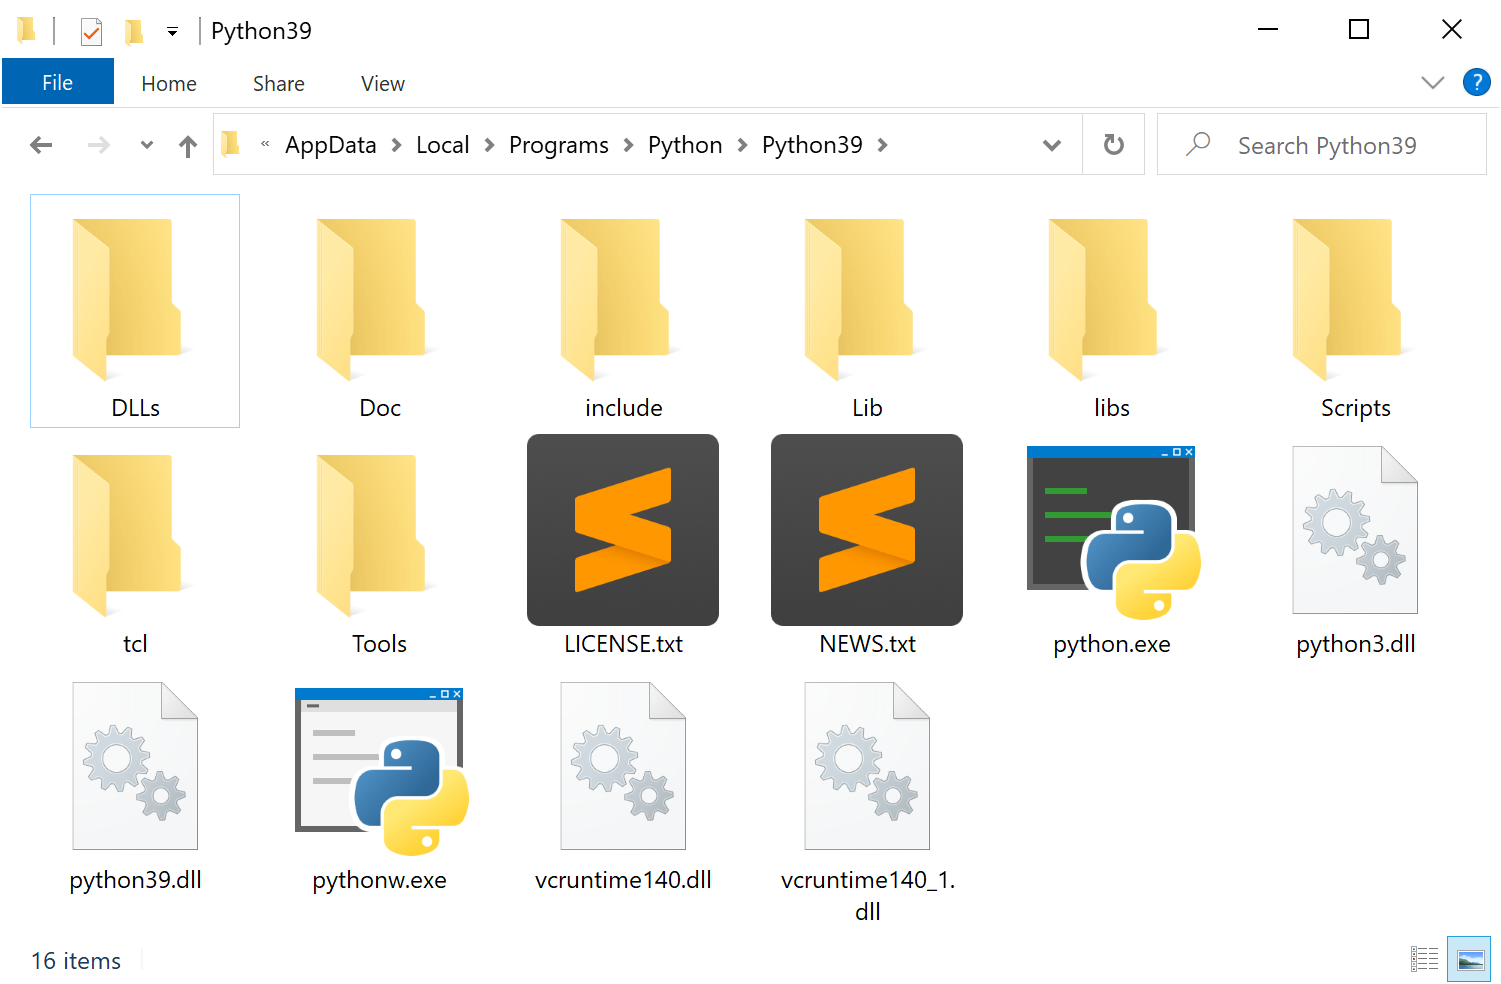 Python39
File Home Share View
« AppData Local Programs Python Python39
Search Python39
DLLs Doc include Lib libs Scripts
tcl Tools LICENSE.txt NEWS.txt python.exe python3.dll
python39.dll pythonw.exe vcruntime140.dll vcruntime140_1.
dll
16 items